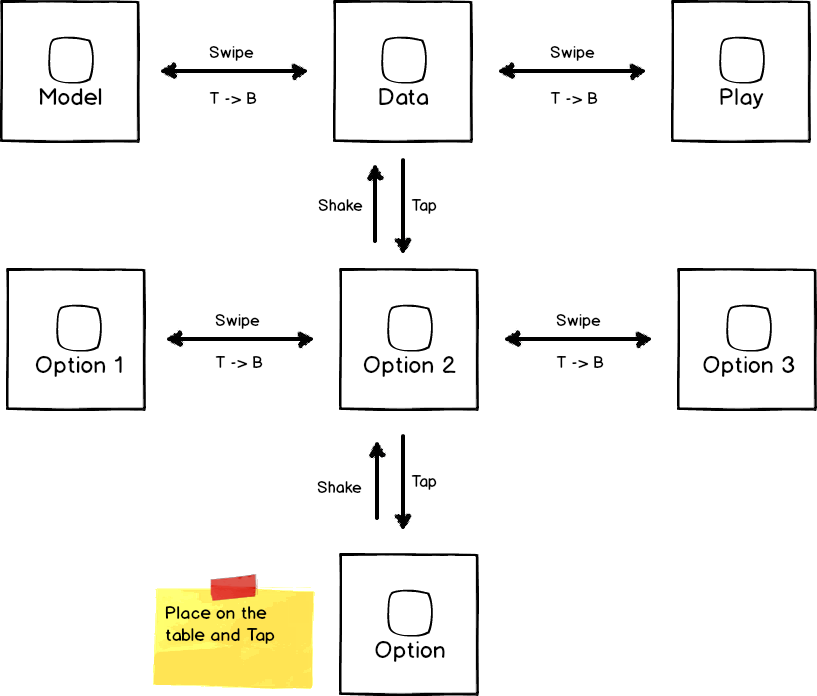 Model
Swipe
T -> B
Data
Swipe
T -> B
Play
Shake
Tap
Option 1
Swipe
T -> B
Option 2
Swipe
T -> B
Option 3
Shake
Tap
Place on the
table and Tap
Option